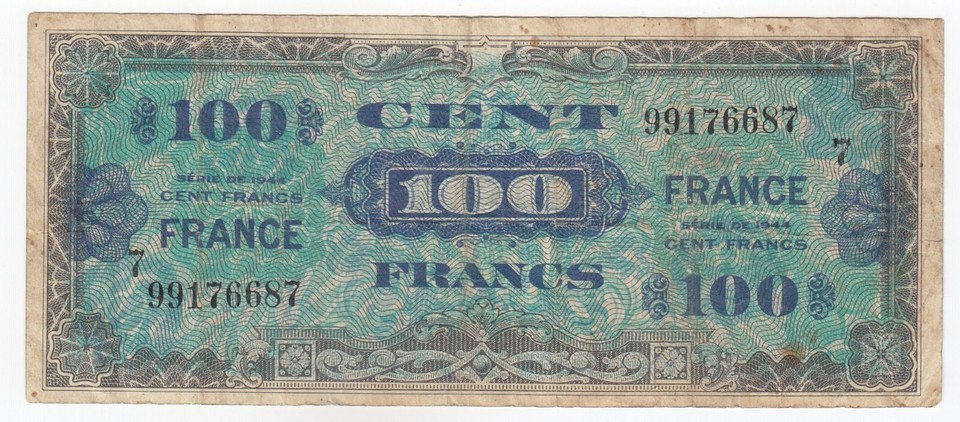 100 CENT 99176687
7
SÉRIE DE 1944
CENT FRANCS
FRANCE
100
FRANCE
SÉRIE DE 1944
CENT FRANCS
7
99176687
FRANCS
100